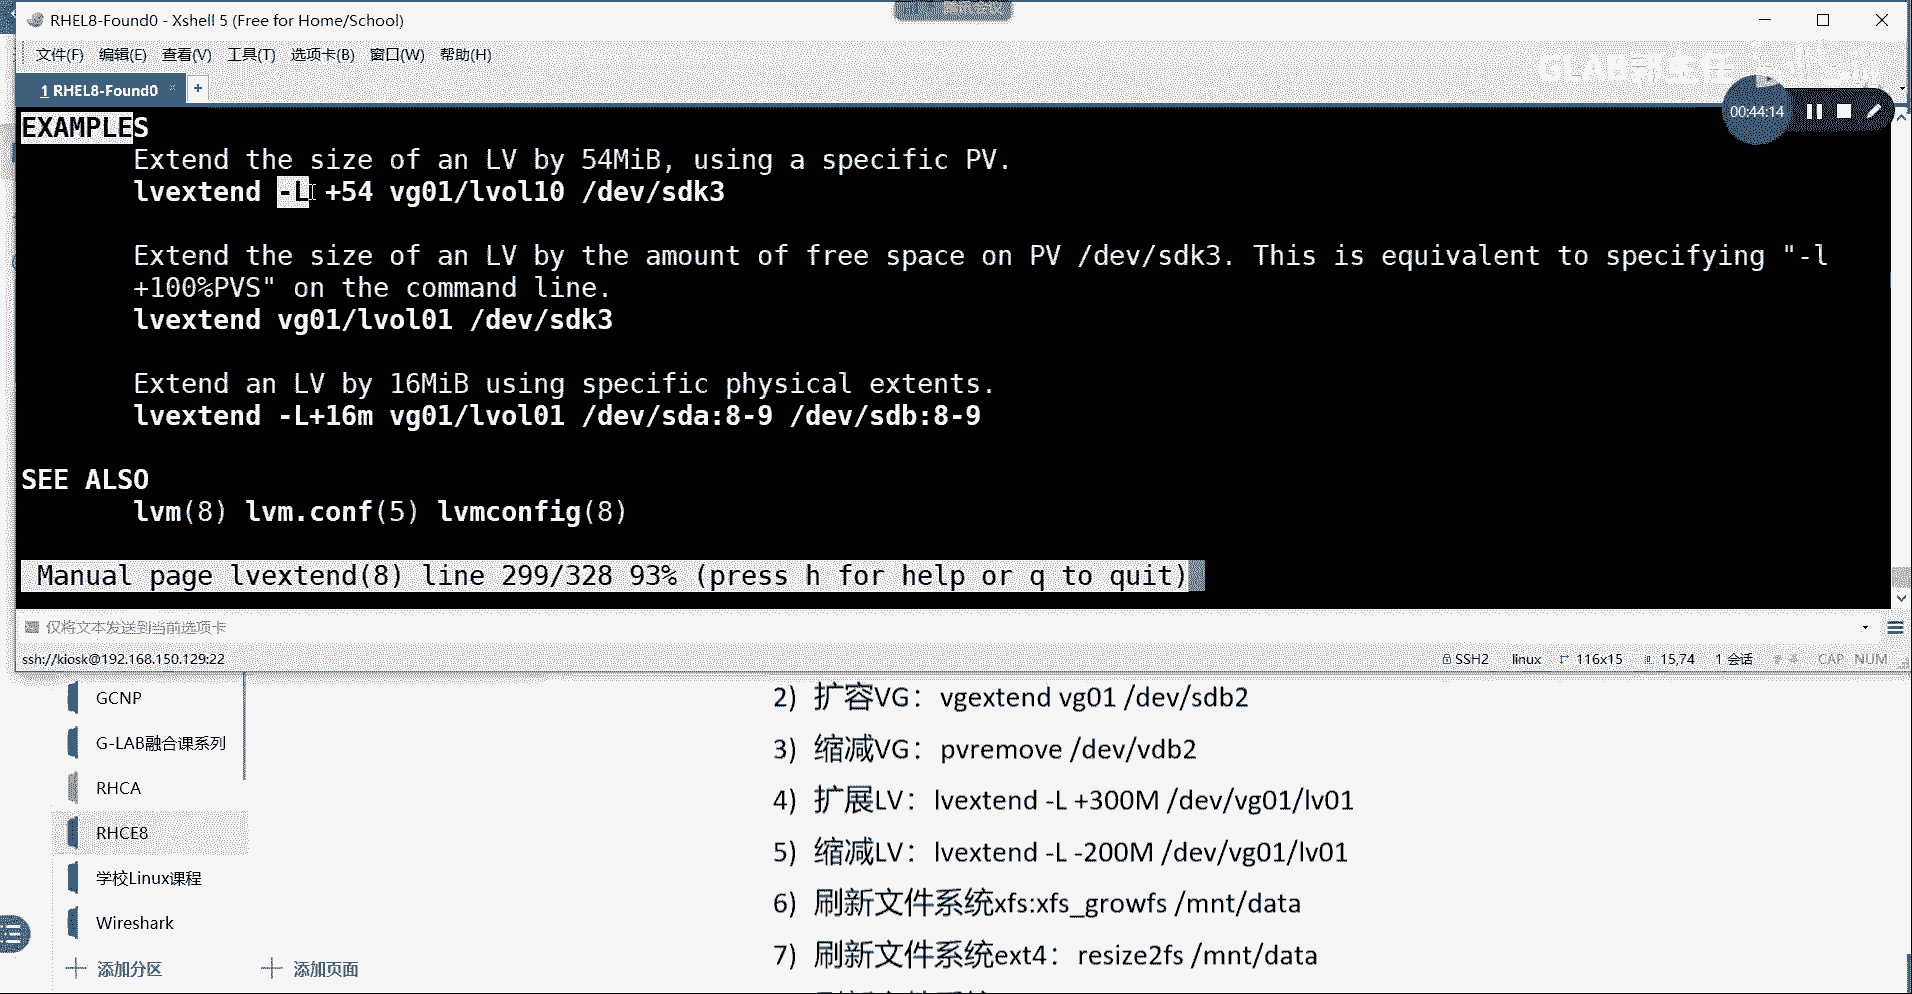 RHEL8-Found0 - Xshell 5 (Free for Home/School)
文件(F) 编辑(E) 查看(V) 工具(T) 选项卡(B) 窗口(W) 帮助(H)
1 RHEL8-Found0 × +
00:44:14
EXAMPLES
Extend the size of an LV by 54MiB, using a specific PV.
lvextend -L +54 vg01/lvol10 /dev/sdk3
Extend the size of an LV by the amount of free space on PV /dev/sdk3. This is equivalent to specifying "-l
+100%PVS" on the command line.
lvextend vg01/lvol01 /dev/sdk3
Extend an LV by 16MiB using specific physical extents.
lvextend -L+16m vg01/lvol01 /dev/sda:8-9 /dev/sdb:8-9
SEE ALSO
lvm(8) lvm.conf(5) lvmconfig(8)
Manual page lvextend(8) line 299/328 93% (press h for help or q to quit)
仅将文本发送到当前选项卡
ssh://kiosk@192.168.150.129:22 SSH2 linux 116x15 15,74 1 会话 CAP NUM
GCNP
G-LAB融合课系列
RHCA
RHCE8
学校Linux课程
Wireshark
添加分区 添加页面
2) 扩容VG：vgextend vg01 /dev/sdb2
3) 缩减VG：pvremove /dev/vdb2
4) 扩展LV：lvextend -L +300M /dev/vg01/lv01
5) 缩减LV：lvextend -L -200M /dev/vg01/lv01
6) 刷新文件系统xfs:xfs_growfs /mnt/data
7) 刷新文件系统ext4：resize2fs /mnt/data